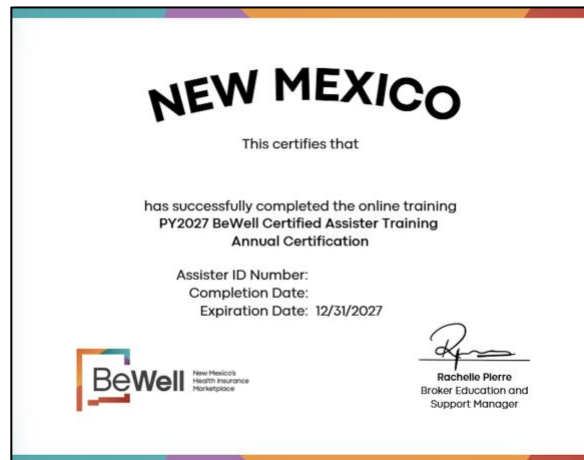 NEW MEXICO
This certifies that
has successfully completed the online training
PY2027 BeWell Certified Assister Training
Annual Certification
Assister ID Number:
Completion Date:
Expiration Date: 12/31/2027
BeWell
New Mexico's
Health Insurance
Marketplace
Rachelle Pierre
Broker Education and
Support Manager